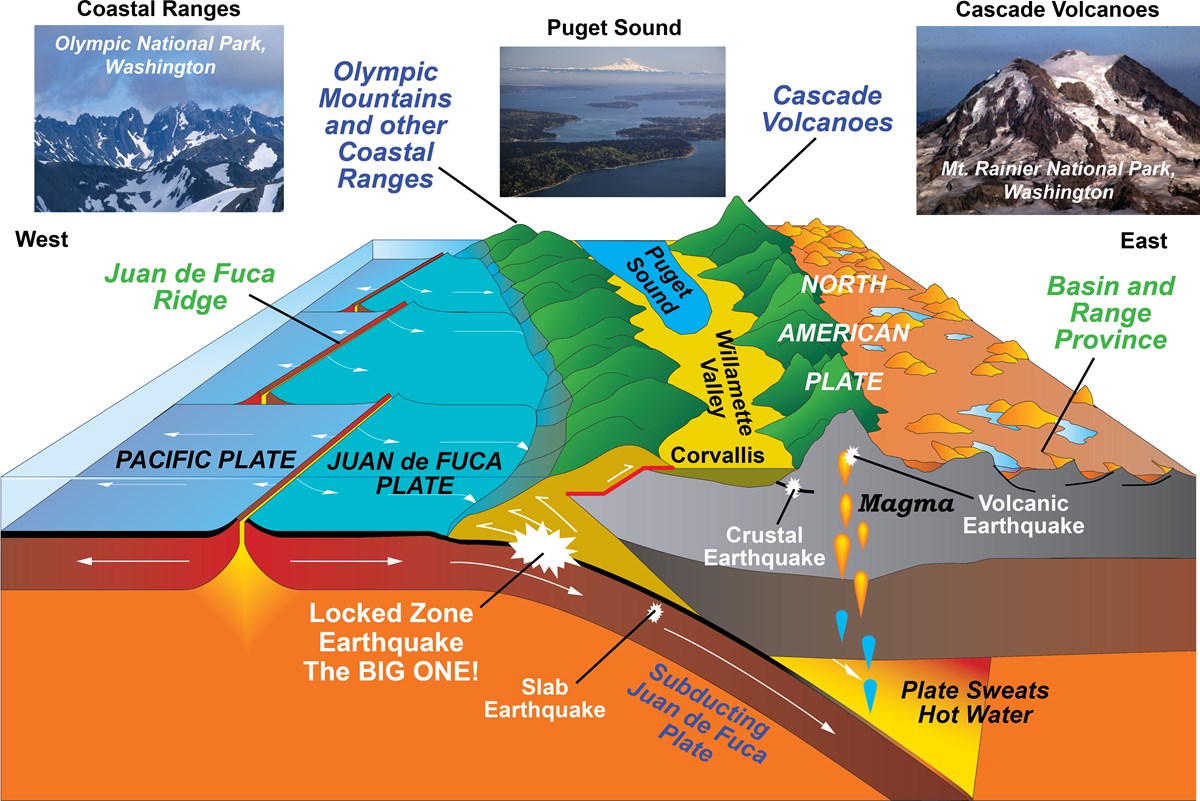 Coastal Ranges
Olympic National Park,
Washington
Puget Sound
Cascade Volcanoes
Mt. Rainier National Park,
Washington
Olympic
Mountains
and other
Coastal
Ranges
Cascade
Volcanoes
West
East
Juan de Fuca
Ridge
Puget
Sound
NORTH
AMERICAN
PLATE
Basin and
Range
Province
Willamette
Valley
PACIFIC PLATE
JUAN de FUCA
PLATE
Corvallis
Magma
Volcanic
Earthquake
Crustal
Earthquake
Locked Zone
Earthquake
The BIG ONE!
Slab
Earthquake
Subducting
Juan de Fuca
Plate
Plate Sweats
Hot Water